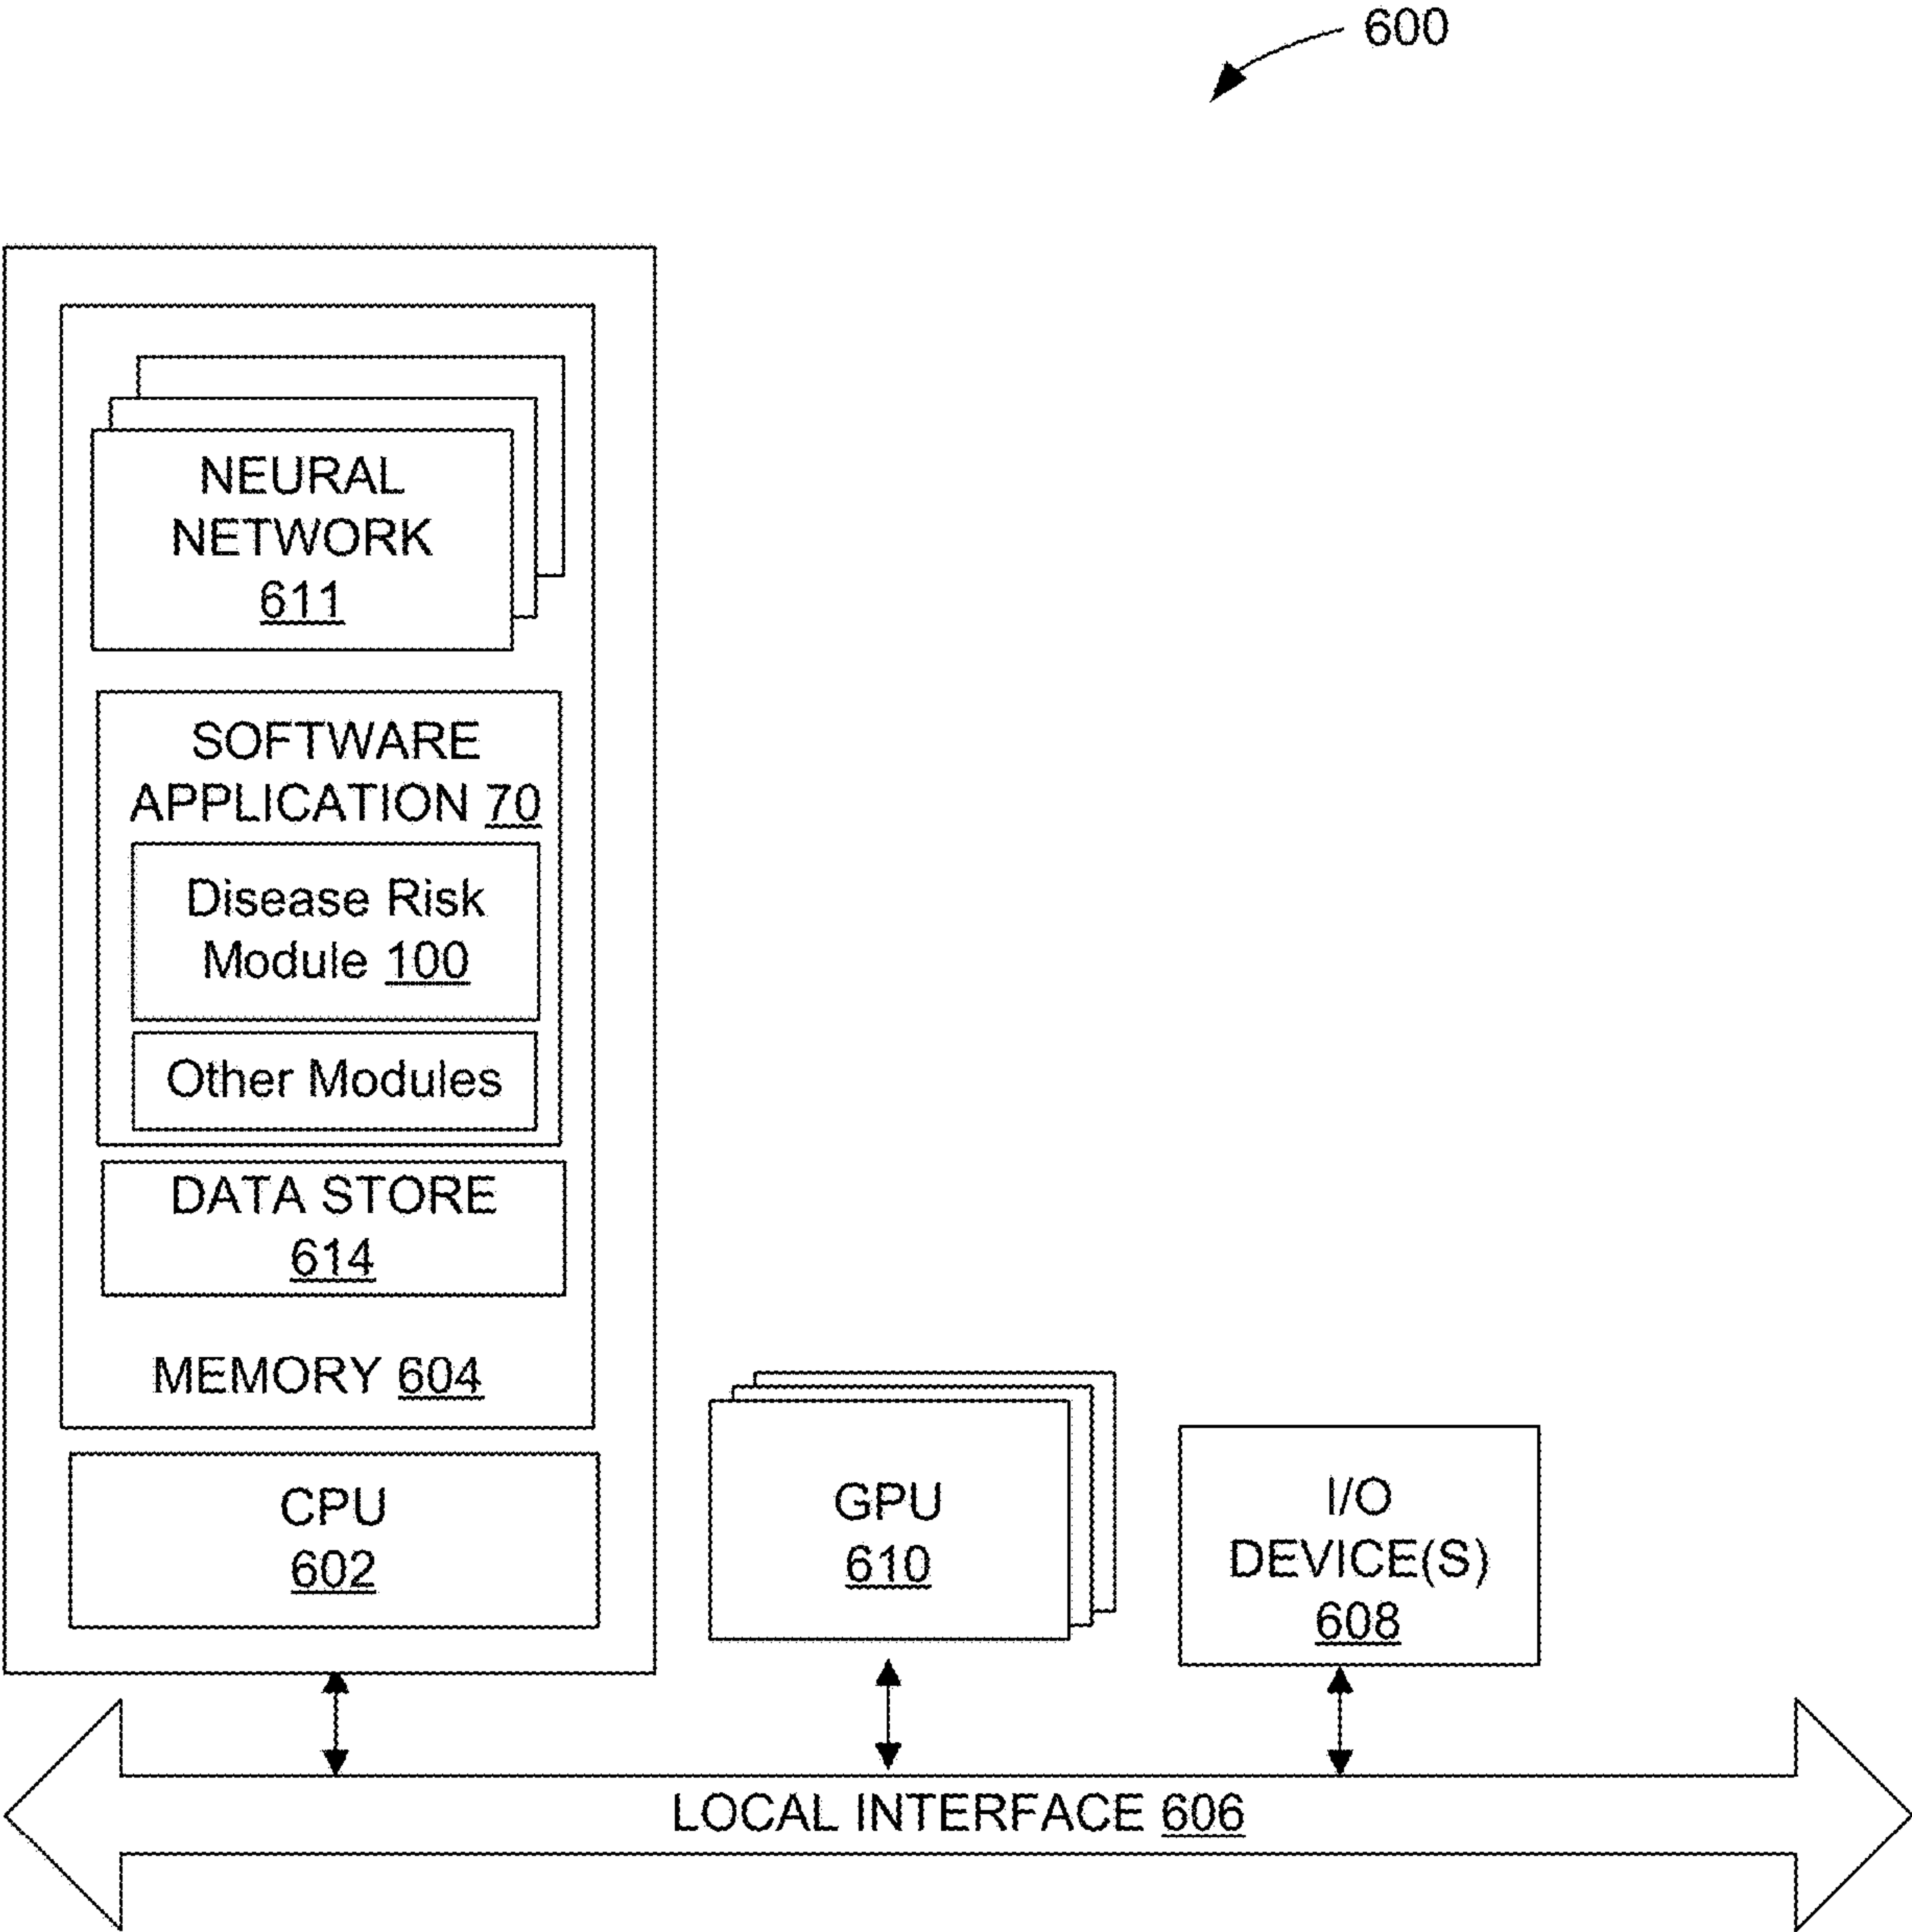 600
NEURAL
NETWORK
611
SOFTWARE
APPLICATION 70
Disease Risk
Module 100
Other Modules
DATA STORE
614
MEMORY 604
CPU
602
GPU
610
I/O
DEVICE(S)
608
LOCAL INTERFACE 606